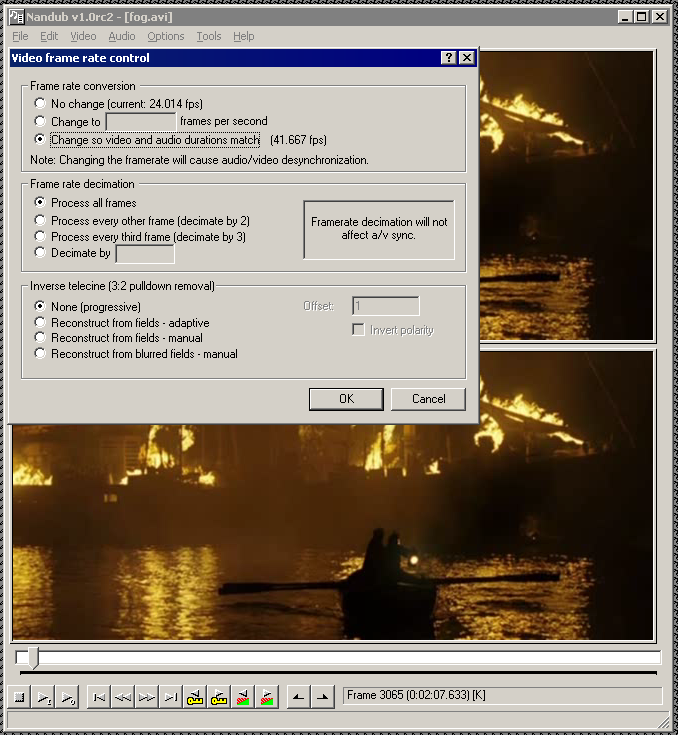 Nandub v1.0rc2 - [fog.avi]
File Edit Video Audio Options Tools Help
Video frame rate control
Frame rate conversion
No change (current: 24.014 fps)
Change to frames per second
Change so video and audio durations match (41.667 fps)
Note: Changing the framerate will cause audio/video desynchronization.
Frame rate decimation
Process all frames
Process every other frame (decimate by 2)
Process every third frame (decimate by 3)
Decimate by
Framerate decimation will not
affect a/v sync.
Inverse telecine (3:2 pulldown removal)
None (progressive)
Reconstruct from fields - adaptive
Reconstruct from fields - manual
Reconstruct from blurred fields - manual
Offset: 1
Invert polarity
OK Cancel
Frame 3065 (0:02:07.633) [K]